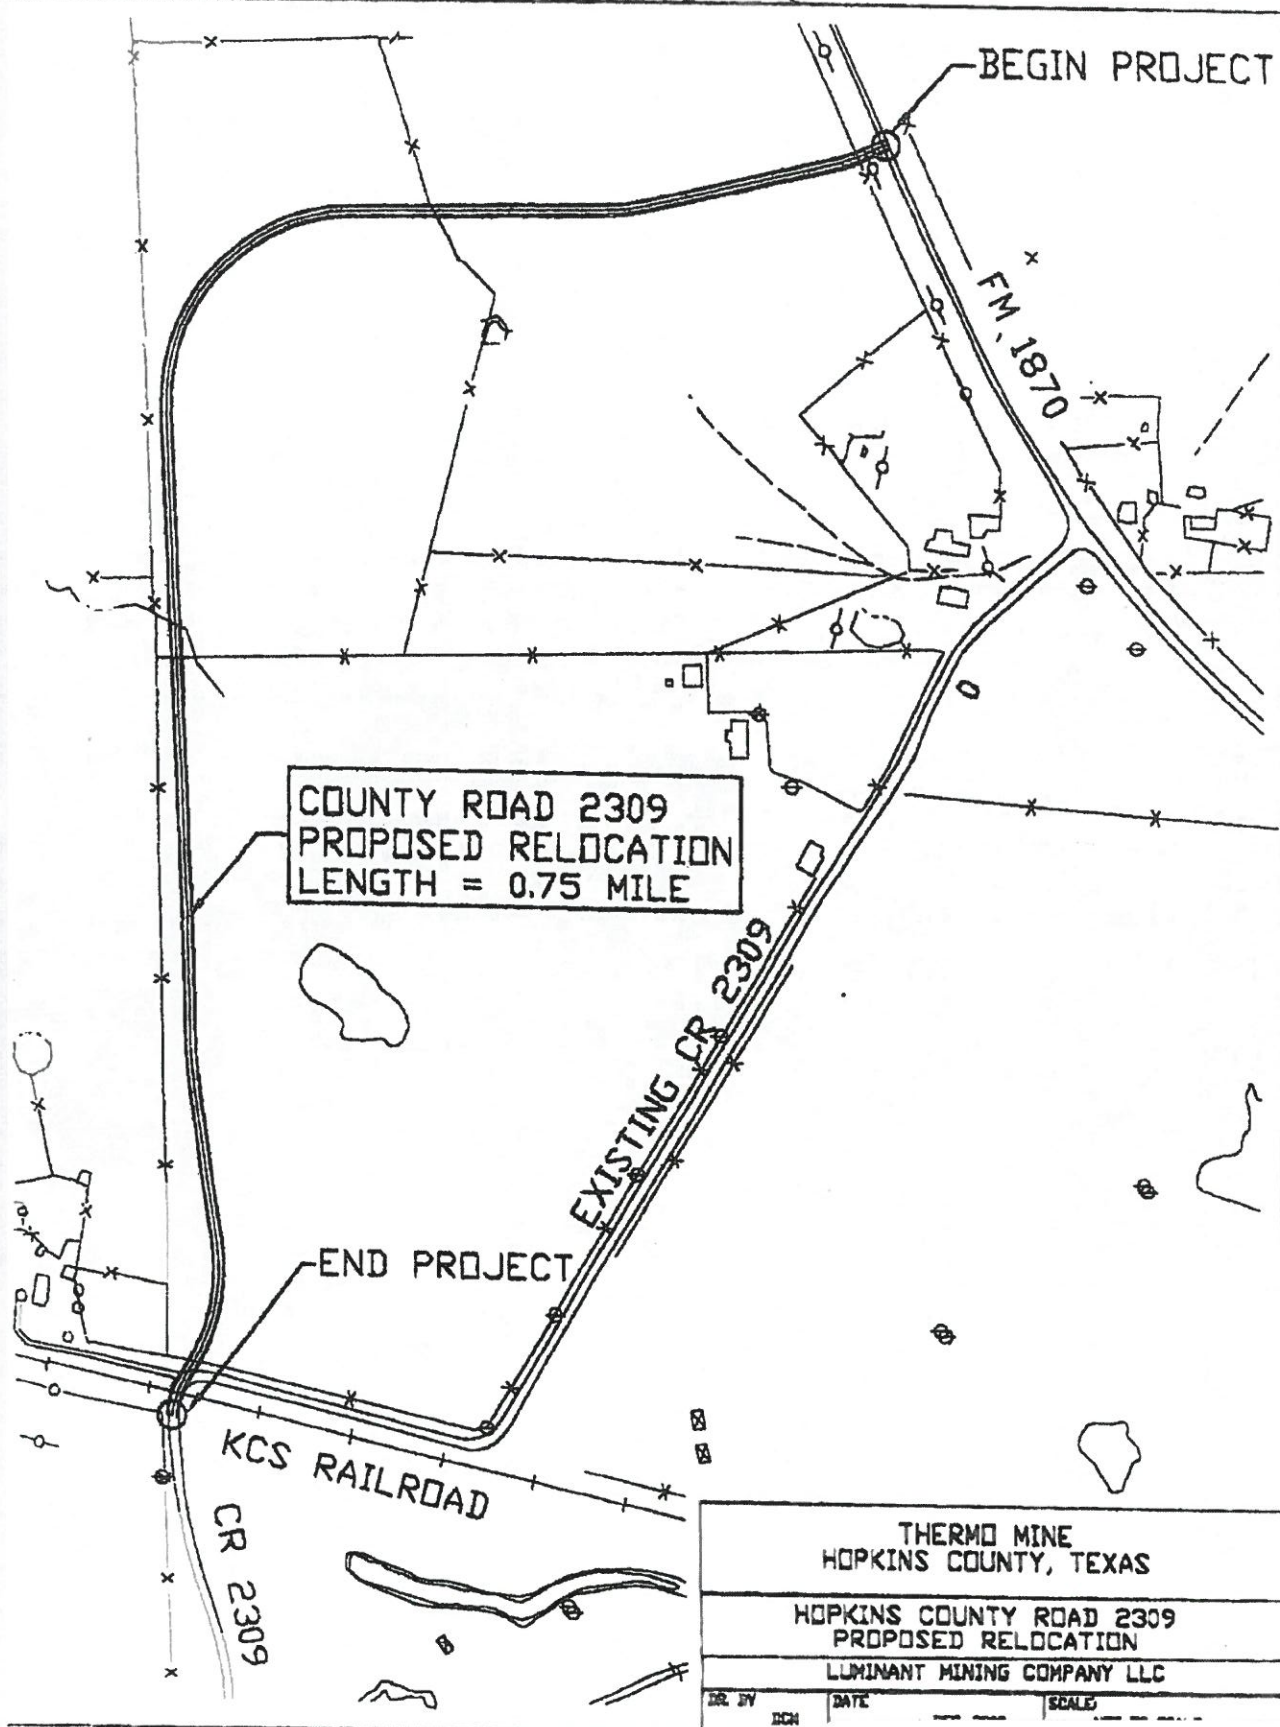 BEGIN PROJECT
FM 1870
COUNTY ROAD 2309
PROPOSED RELOCATION
LENGTH = 0.75 MILE
EXISTING CR 2309
END PROJECT
KCS RAILROAD
CR 2309
THERMO MINE
HOPKINS COUNTY, TEXAS
HOPKINS COUNTY ROAD 2309
PROPOSED RELOCATION
LUMINANT MINING COMPANY LLC
DR. BY
DATE
SCALE